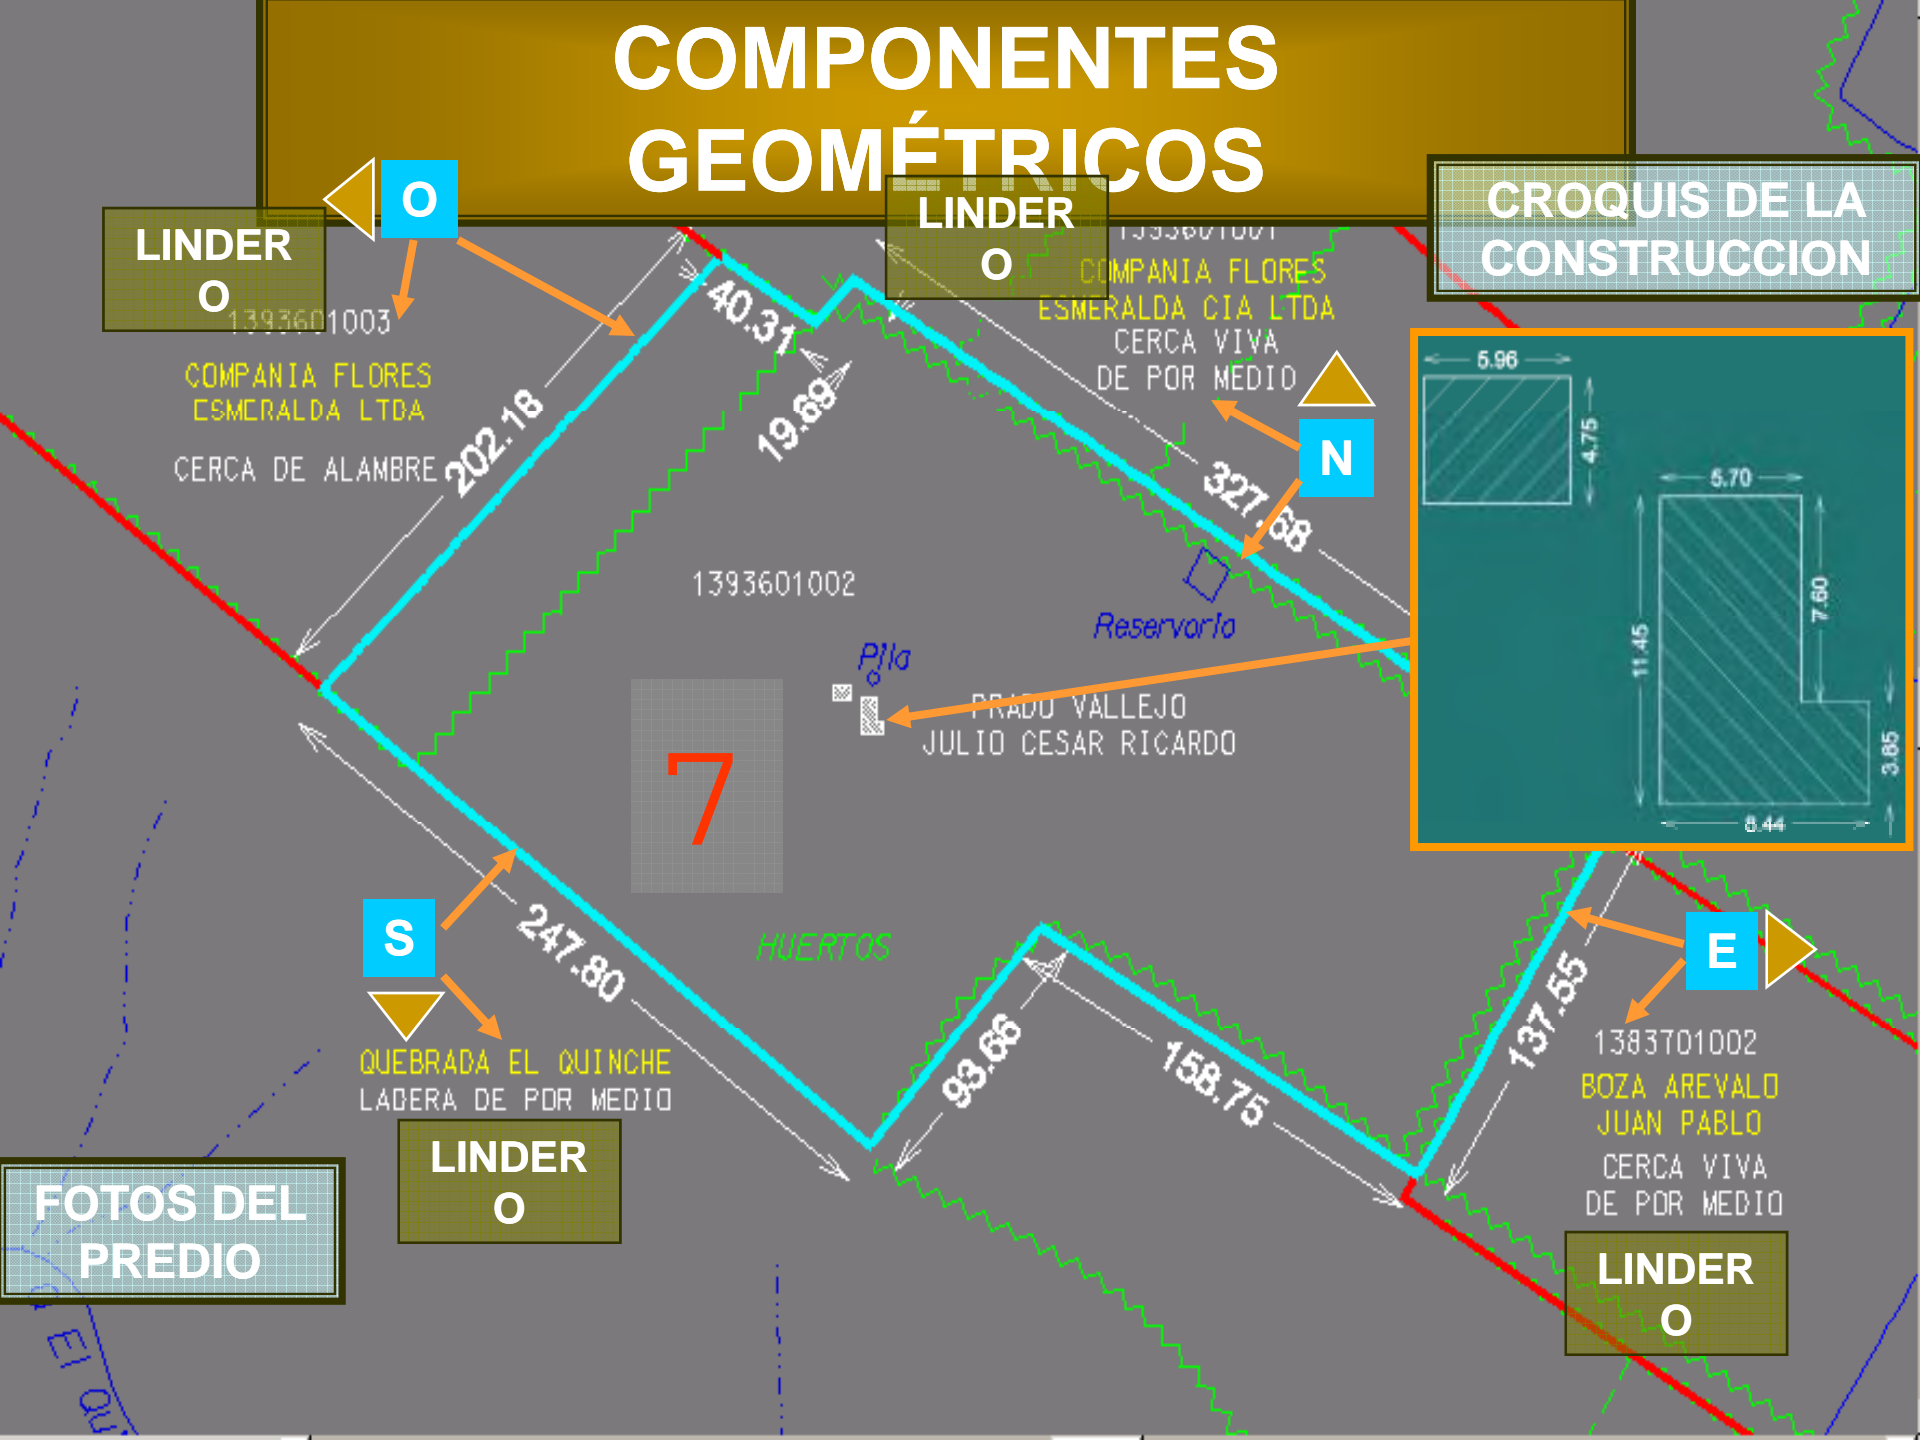 COMPONENTES
GEOMÉTRICOS
O
LINDER
O
LINDER
O
CROQUIS DE LA
CONSTRUCCION
1393601003
COMPANIA FLORES
ESMERALDA LTDA
CERCA DE ALAMBRE
202.18
40.31
19.69
1393601001
COMPANIA FLORES
ESMERALDA CIA LTDA
CERCA VIVA
DE POR MEDIO
N
327.68
5.96
4.75
5.70
7.60
11.45
3.85
8.44
1393601002
Reservorio
Pila
PRADO VALLEJO
JULIO CESAR RICARDO
7
S
247.80
HUERTOS
93.66
158.75
137.55
E
QUEBRADA EL QUINCHE
LADERA DE POR MEDIO
LINDER
O
1383701002
BOZA AREVALO
JUAN PABLO
CERCA VIVA
DE POR MEDIO
LINDER
O
FOTOS DEL
PREDIO
El Qui